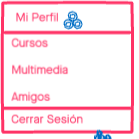 Mi Perfil
Cursos
Multimedia
Amigos
Cerrar Sesión